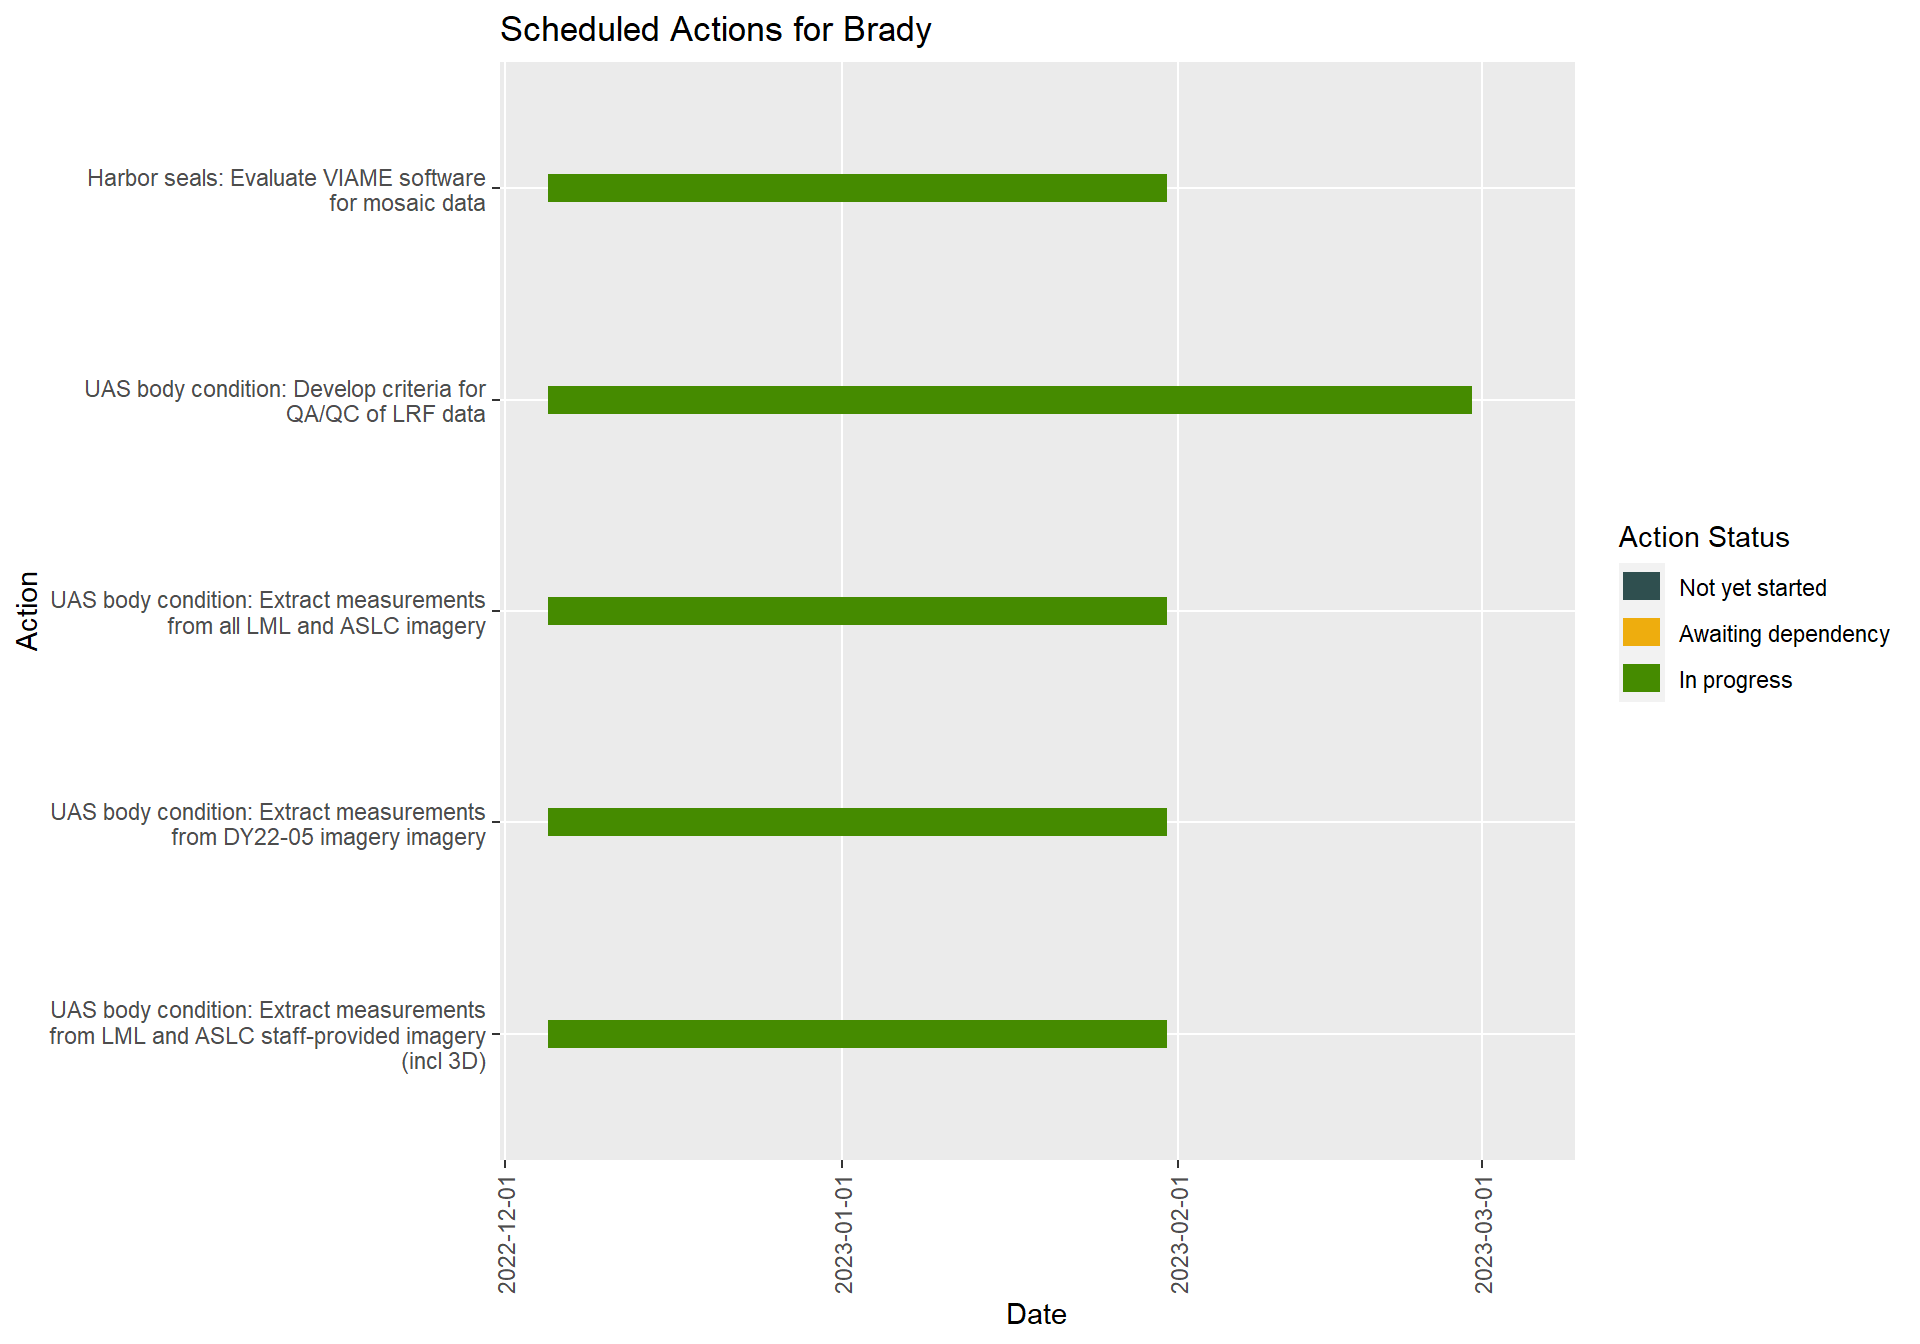 Scheduled Actions for Brady
Harbor seals: Evaluate VIAME software
for mosaic data
UAS body condition: Develop criteria for
QA/QC of LRF data
UAS body condition: Extract measurements
from all LML and ASLC imagery
UAS body condition: Extract measurements
from DY22-05 imagery imagery
UAS body condition: Extract measurements
from LML and ASLC staff-provided imagery
(incl 3D)
Action
2022-12-01
2023-01-01
2023-02-01
2023-03-01
Date
Action Status
Not yet started
Awaiting dependency
In progress